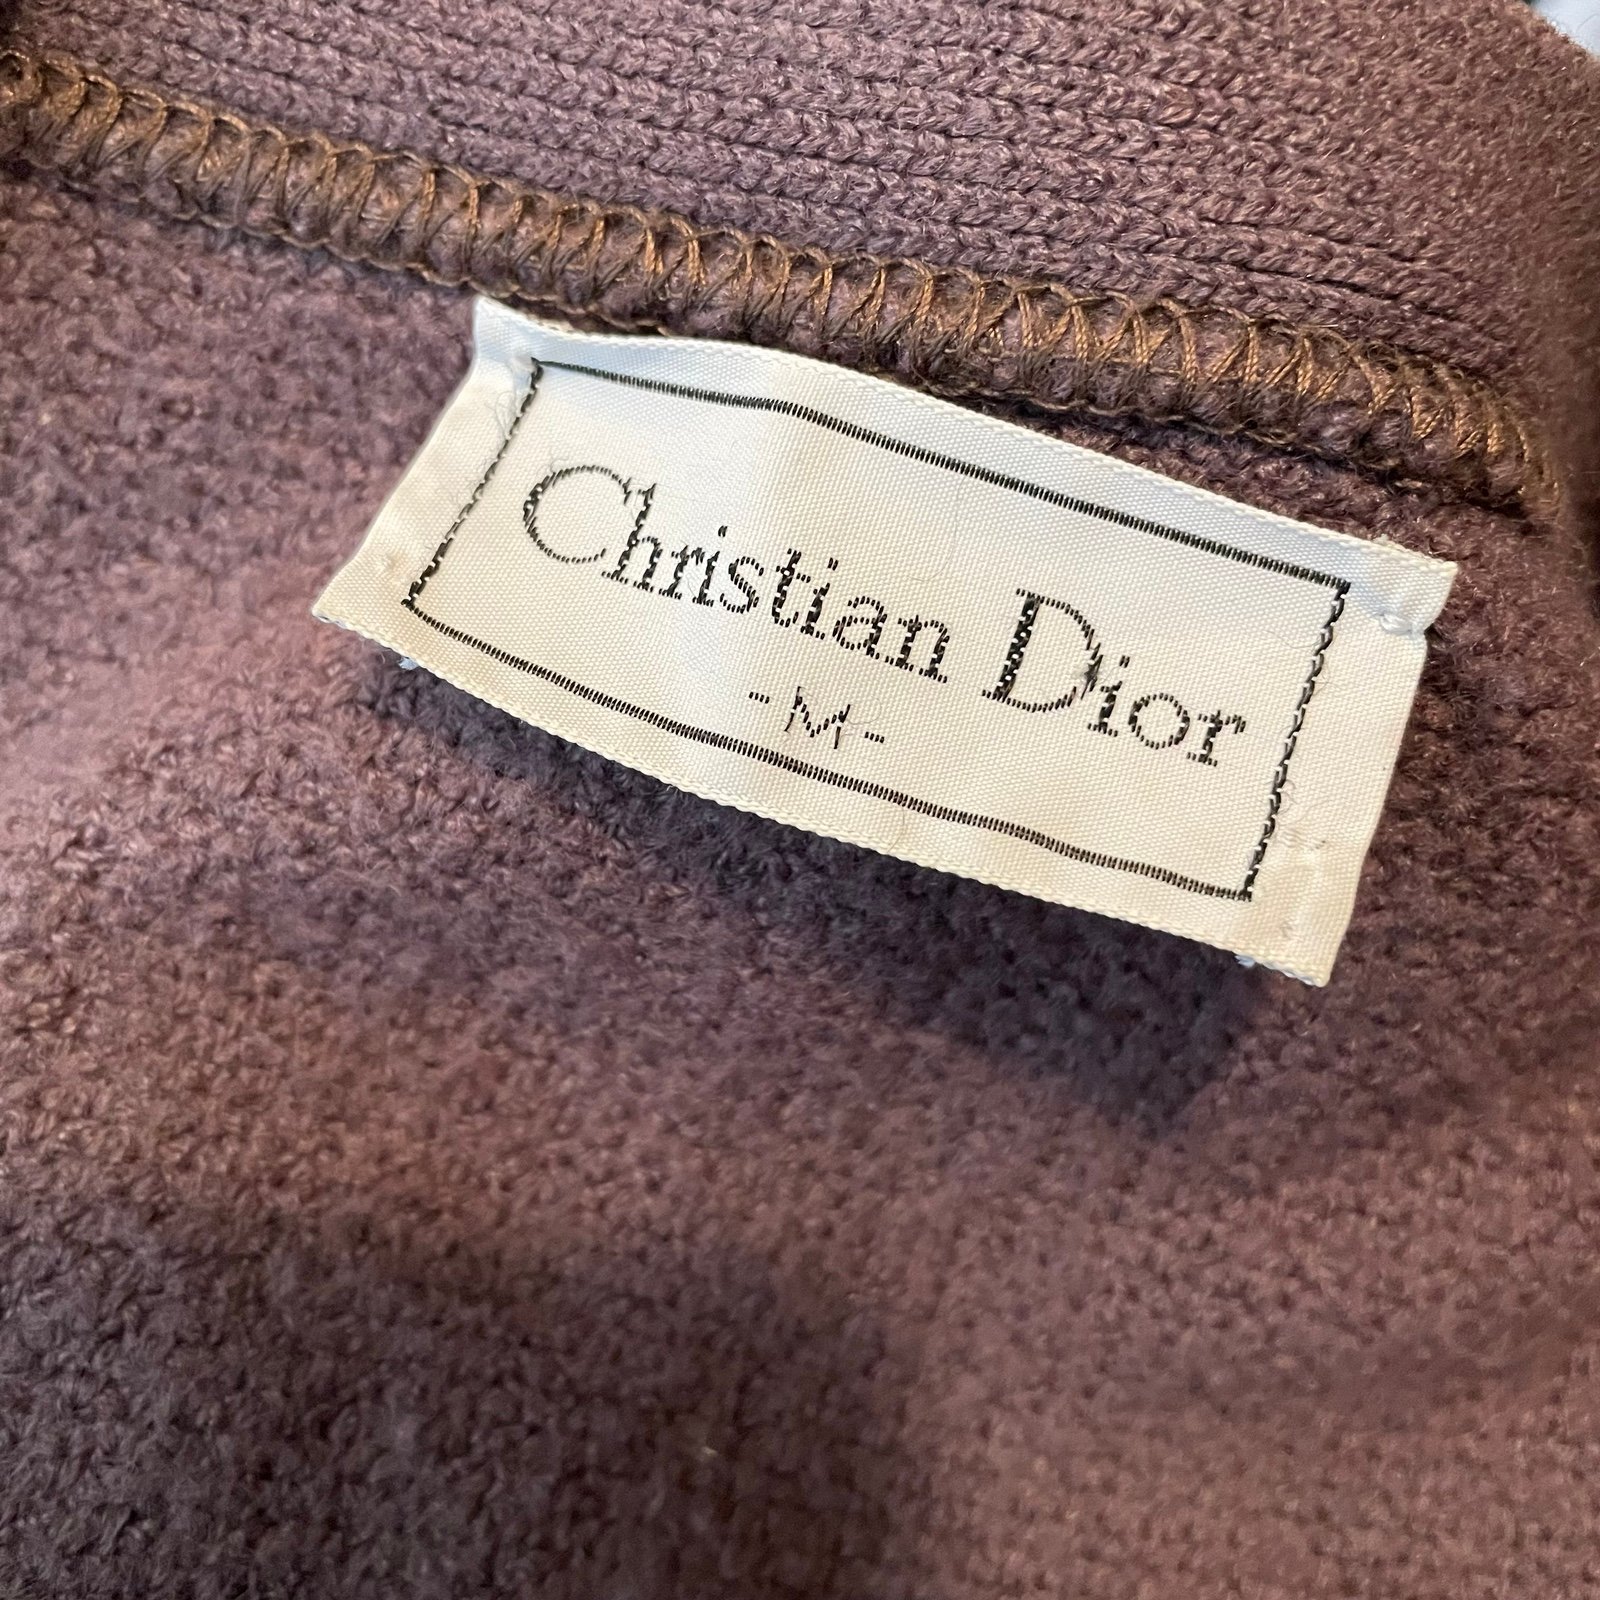 Christian Dior
-M-